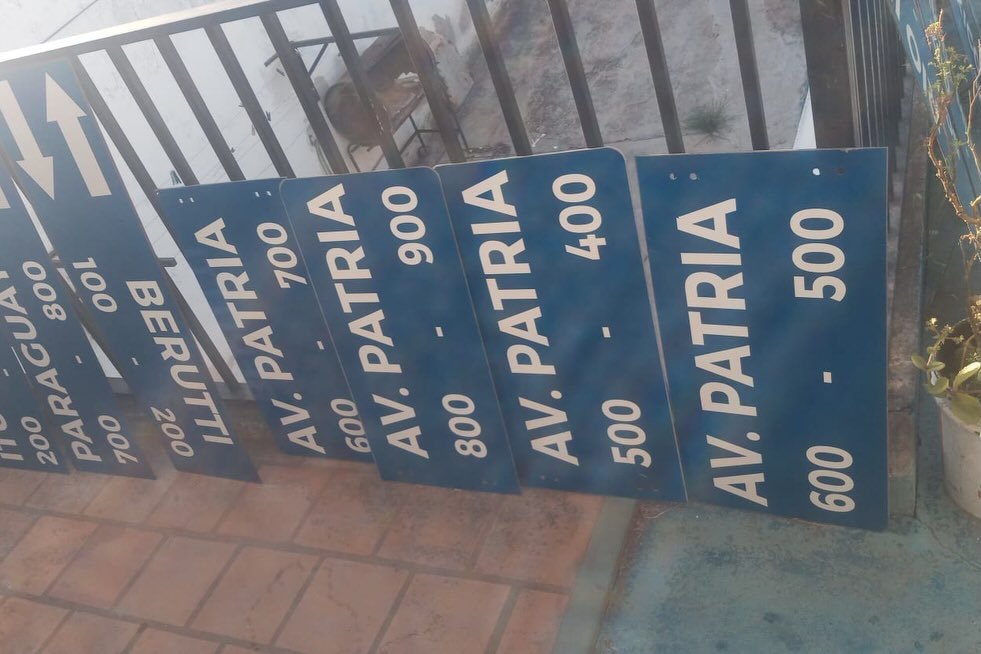 200 -
PARAGUAY
700 - 800
BERUTTI
100 - 200
AV. PATRIA
600 - 700
AV. PATRIA
800 - 900
AV. PATRIA
500 - 400
AV. PATRIA
600 - 500